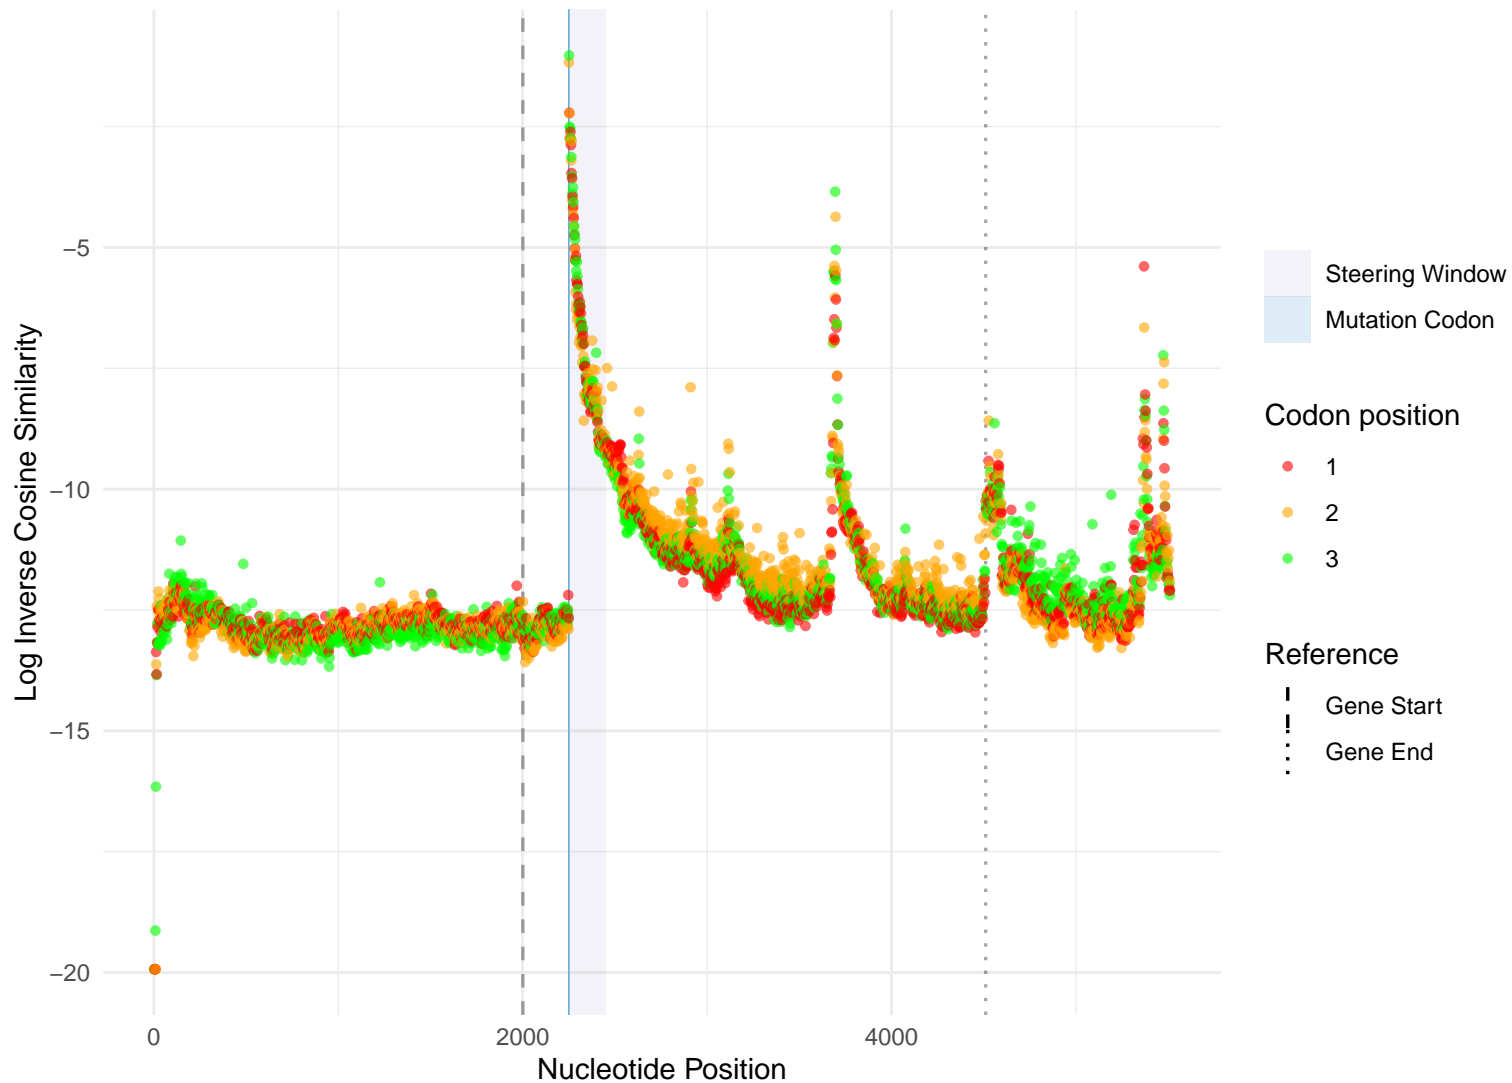 Log Inverse Cosine Similarity
−5
−10
−15
−20
0
2000
4000
Nucleotide Position
Steering Window
Mutation Codon
Codon position
1
2
3
Reference
Gene Start
Gene End